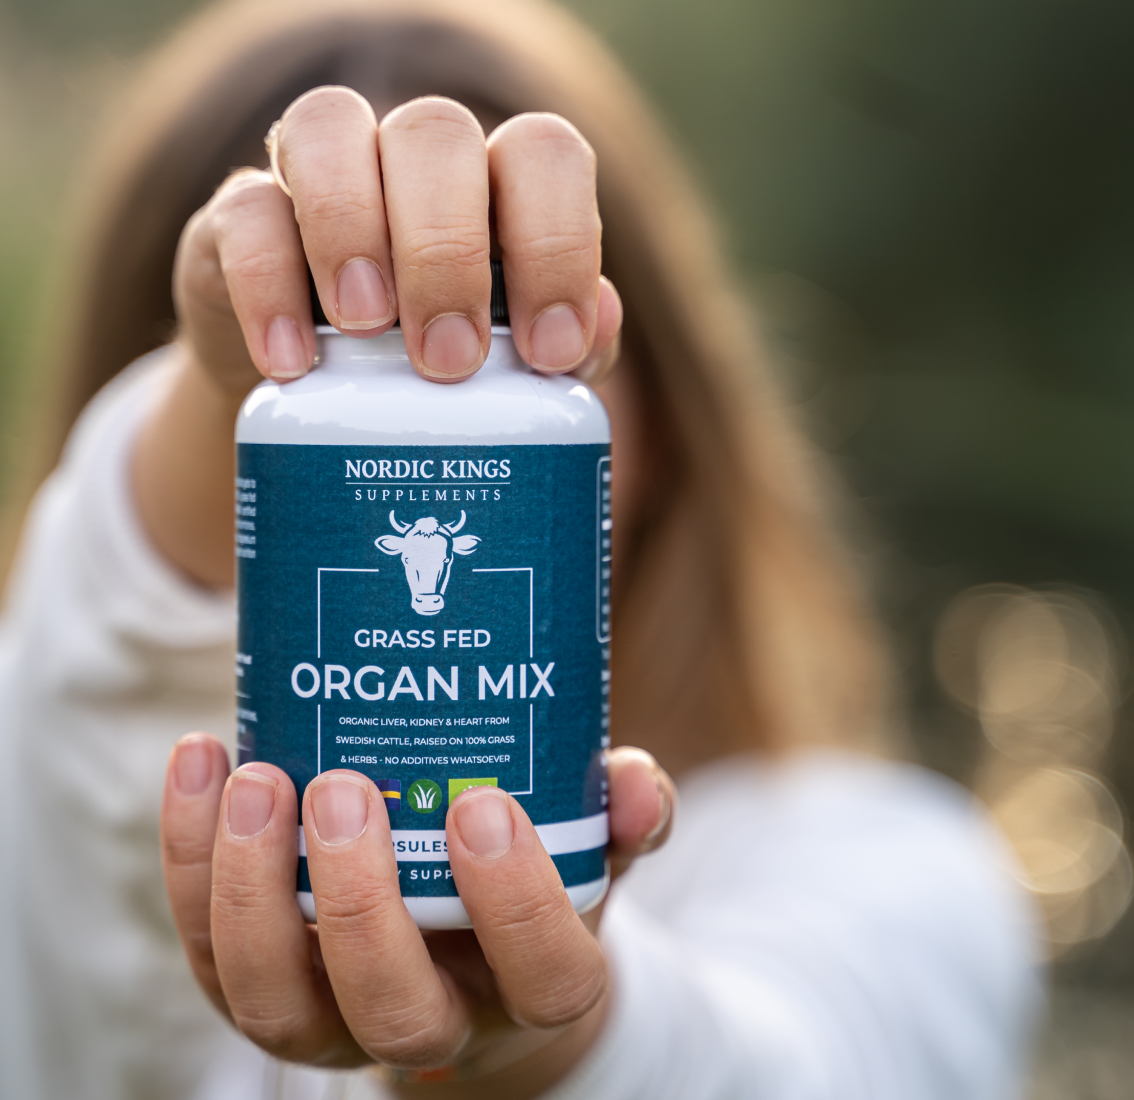 NORDIC KINGS
SUPPLEMENTS
GRASS FED
ORGAN MIX
ORGANIC LIVER, KIDNEY & HEART FROM
SWEDISH CATTLE, RAISED ON 100% GRASS
& HERBS - NO ADDITIVES WHATSOEVER